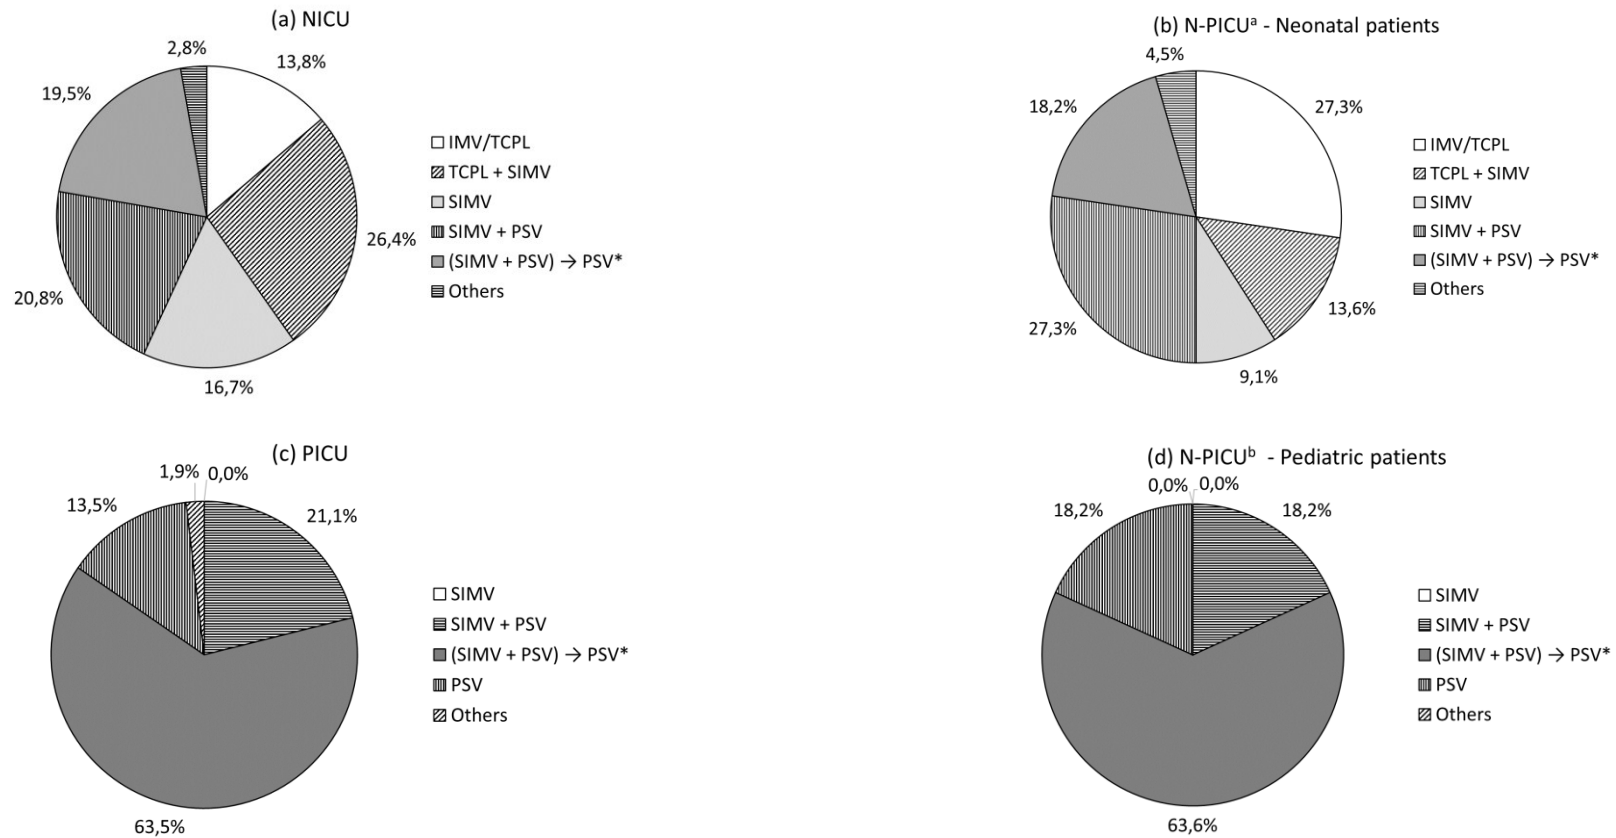 (a) NICU
2,8%
13,8%
19,5%
26,4%
20,8%
16,7%
IMV/TCPL
TCPL + SIMV
SIMV
SIMV + PSV
(SIMV + PSV) → PSV*
Others
(b) N-PICUᵃ - Neonatal patients
4,5%
27,3%
18,2%
13,6%
27,3%
9,1%
IMV/TCPL
TCPL + SIMV
SIMV
SIMV + PSV
(SIMV + PSV) → PSV*
Others
(c) PICU
1,9%
0,0%
13,5%
21,1%
63,5%
SIMV
SIMV + PSV
(SIMV + PSV) → PSV*
PSV
Others
(d) N-PICUᵇ - Pediatric patients
0,0%
0,0%
18,2%
18,2%
63,6%
SIMV
SIMV + PSV
(SIMV + PSV) → PSV*
PSV
Others